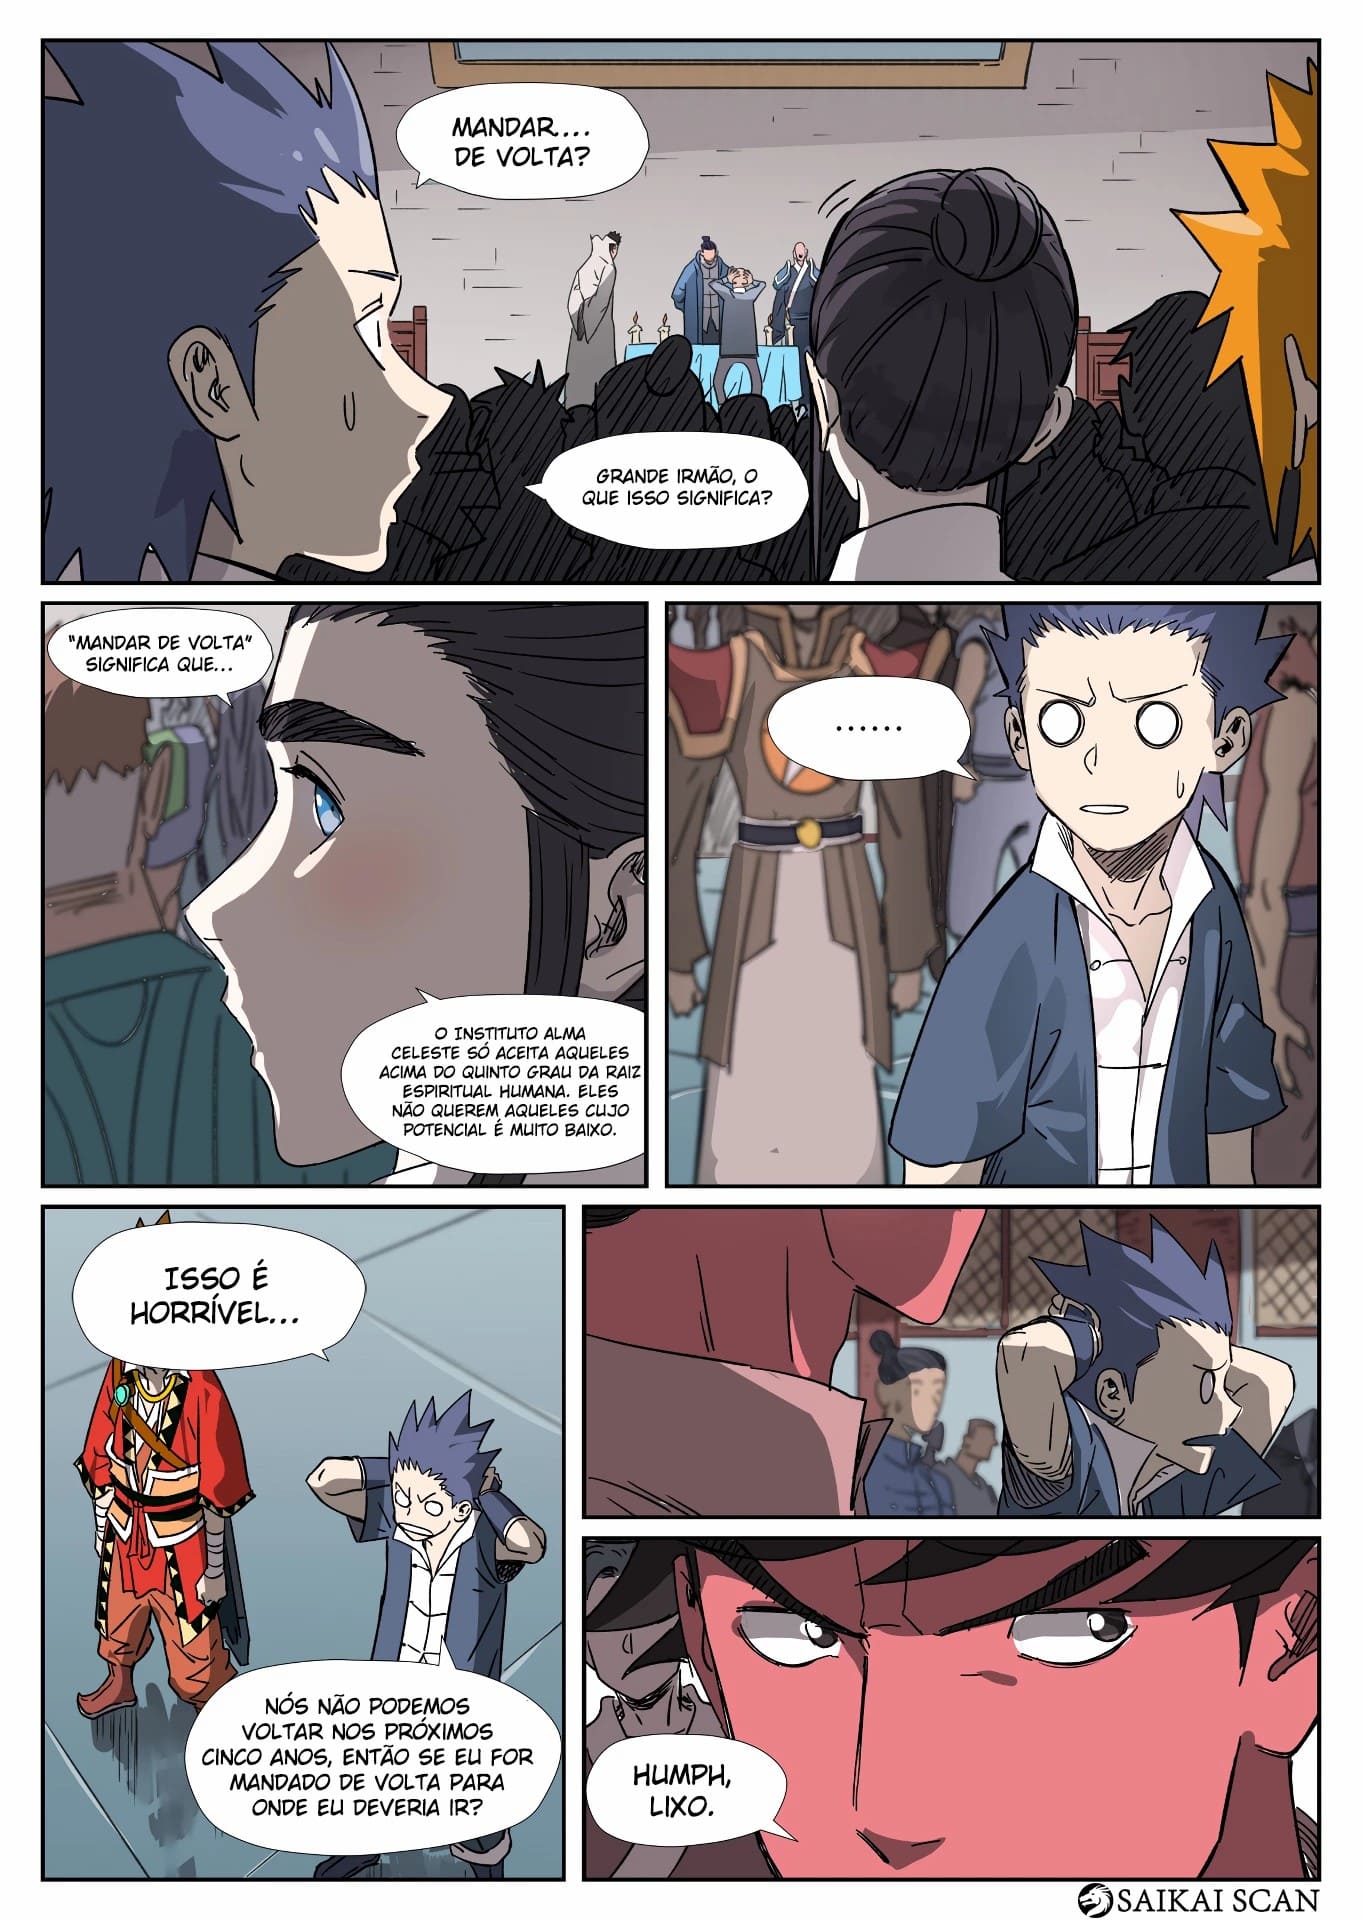 MANDAR....
DE VOLTA?
GRANDE IRMÃO, O
QUE ISSO SIGNIFICA?
"MANDAR DE VOLTA"
SIGNIFICA QUE...
O INSTITUTO ALMA
CELESTE SÓ ACEITA AQUELES
ACIMA DO QUINTO GRAU DA RAIZ
ESPIRITUAL HUMANA. ELES
NÃO QUEREM AQUELES CUJO
POTENCIAL É MUITO BAIXO.
......
ISSO É
HORRÍVEL...
NÓS NÃO PODEMOS
VOLTAR NOS PRÓXIMOS
CINCO ANOS, ENTÃO SE EU FOR
MANDADO DE VOLTA PARA
ONDE EU DEVERIA IR?
HUMPH,
LIXO.
SAIKAI SCAN